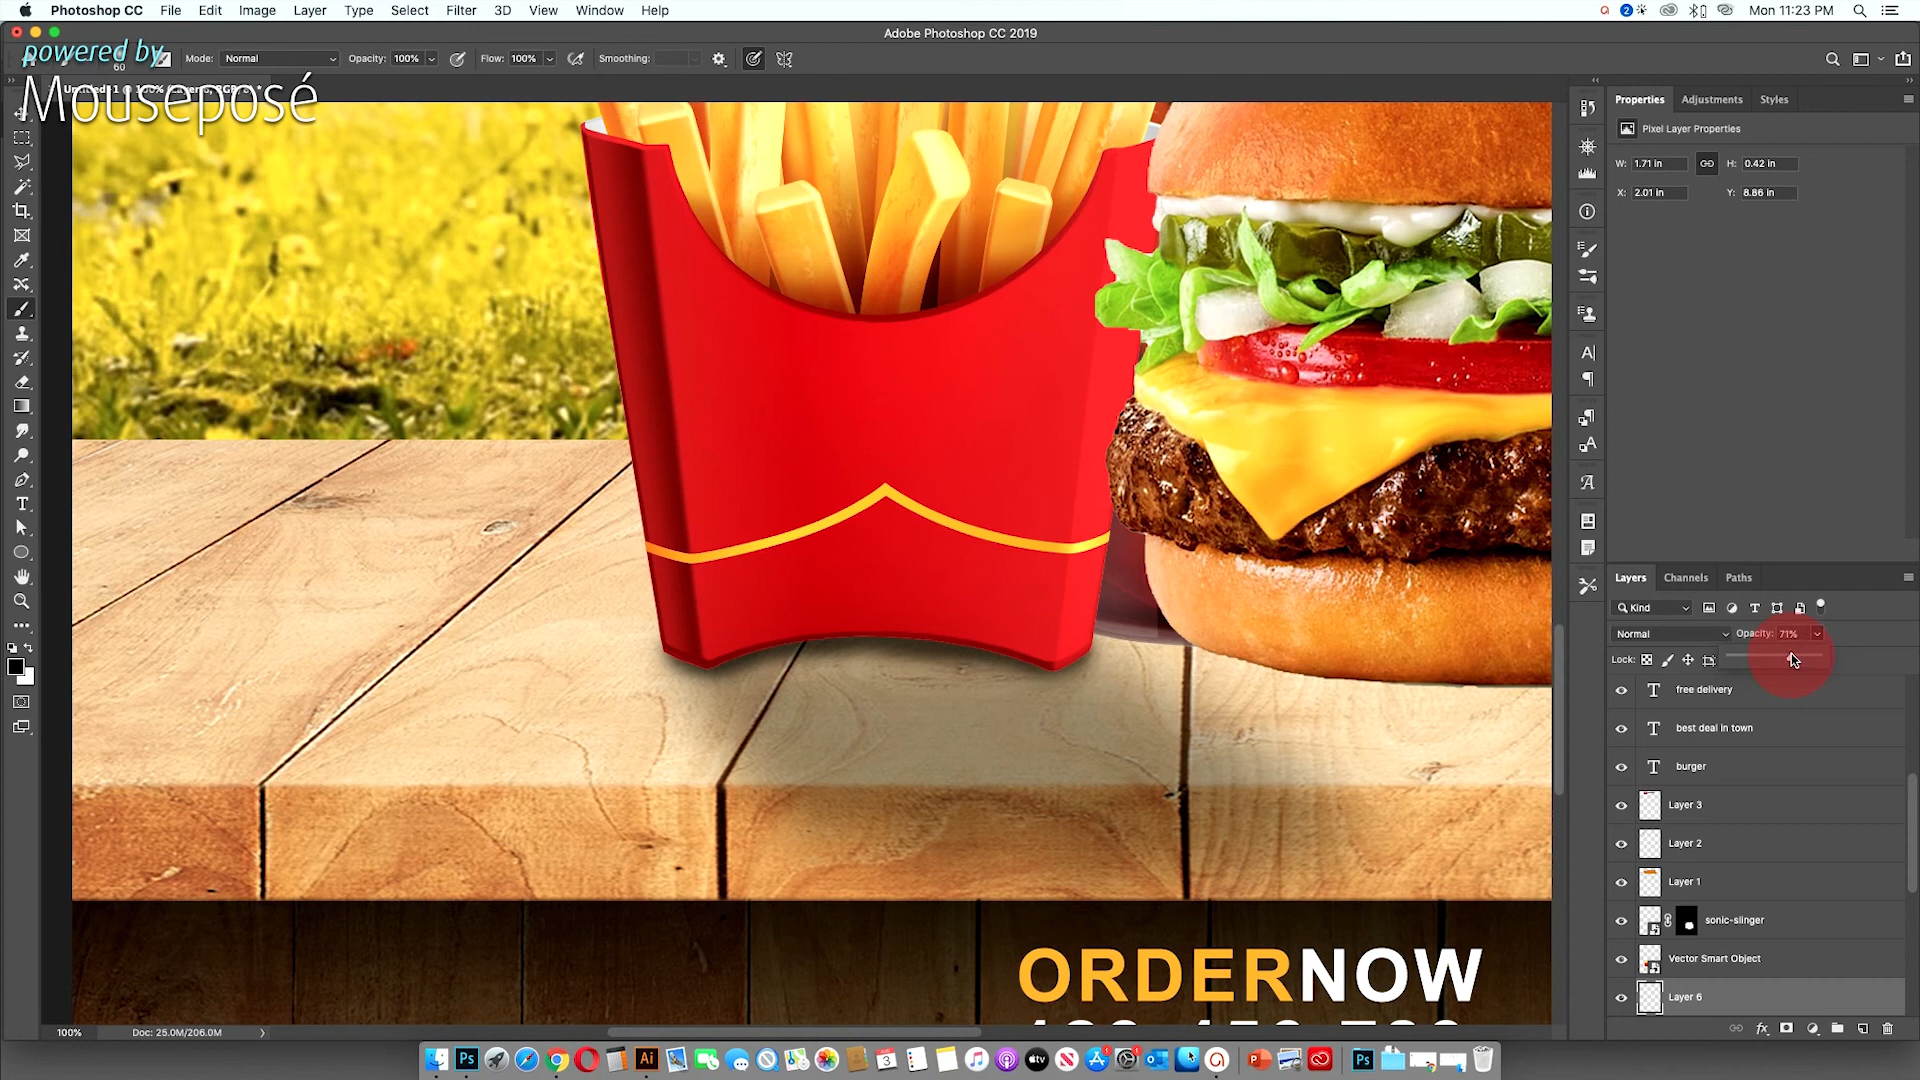 Photoshop CC File Edit Image Layer Type Select Filter 3D View Window Help
2 Mon 11:23 PM
Adobe Photoshop CC 2019
powered by
Mouseposé
60 Mode: Normal Opacity: 100% Flow: 100% Smoothing:
Properties Adjustments Styles
Pixel Layer Properties
W: 1.71 in H: 0.42 in
X: 2.01 in Y: 8.86 in
Layers Channels Paths
Kind
Normal Opacity: 71%
Lock:
free delivery
best deal in town
burger
Layer 3
Layer 2
Layer 1
sonic-slinger
Vector Smart Object
Layer 6
ORDERNOW
100% Doc: 25.0M/206.0M